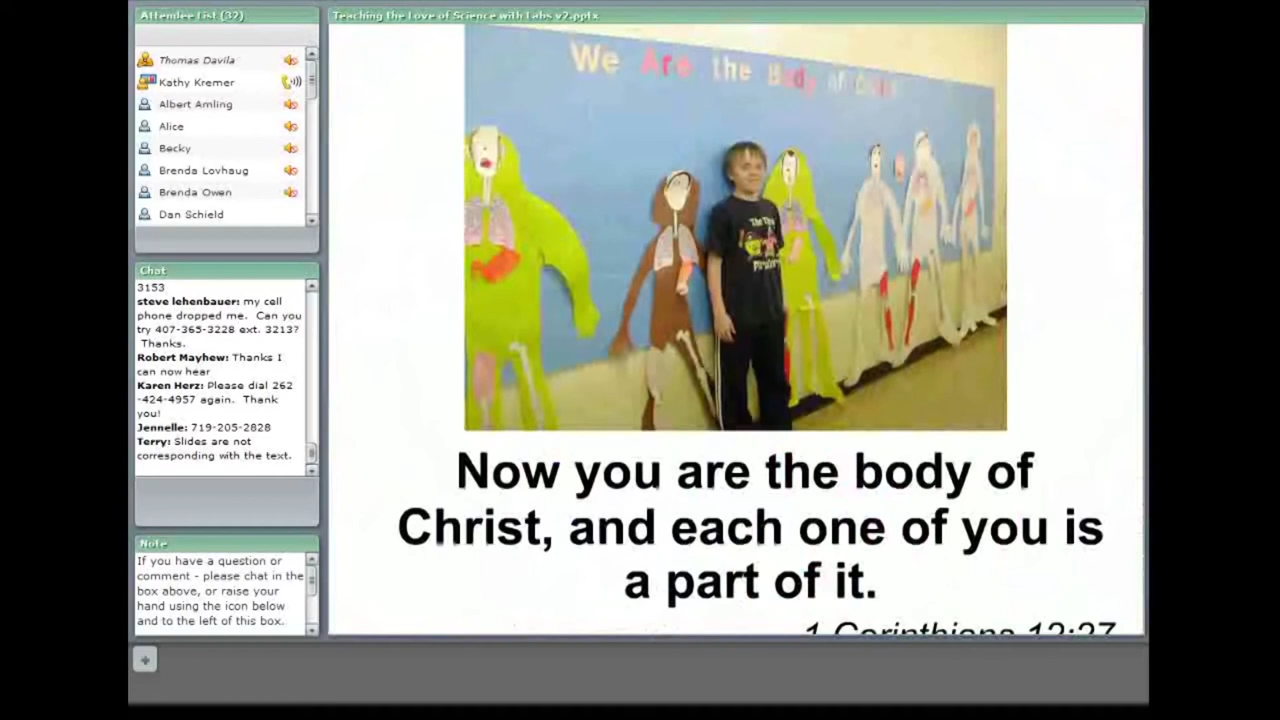 Attendee List (32)
Thomas Davila
Kathy Kremer
Albert Amling
Alice
Becky
Brenda Lovhaug
Brenda Owen
Dan Schield
Chat
3153
steve lehenbauer: my cell
phone dropped me. Can you
try 407-365-3228 ext. 3213?
Thanks.
Robert Mayhew: Thanks I
can now hear
Karen Herz: Please dial 262
-424-4957 again. Thank
you!
Jennelle: 719-205-2828
Terry: Slides are not
corresponding with the text.
Note
If you have a question or
comment - please chat in the
box above, or raise your
hand using the icon below
and to the left of this box.
Teaching the Love of Science with Labs v2.pptx
We Are the Body of
Now you are the body of
Christ, and each one of you is
a part of it.
1 Corinthians 12:27